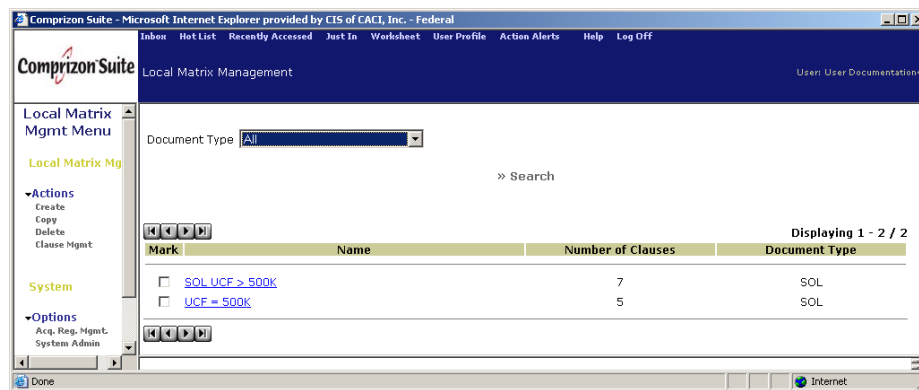 Comprizon Suite - Microsoft Internet Explorer provided by CIS of CACI, Inc. - Federal
Inbox Hot List Recently Accessed Just In Worksheet User Profile Action Alerts Help Log Off
Comprizon Suite
Local Matrix Management
User: User Documentation
Local Matrix
Mgmt Menu
Local Matrix Mg
Actions
Create
Copy
Delete
Clause Mgmt
System
Options
Acq. Reg. Mgmt.
System Admin
Document Type All
» Search
Displaying 1 - 2 / 2
Mark Name Number of Clauses Document Type
SOL UCF > 500K 7 SOL
UCF = 500K 5 SOL
Done
Internet